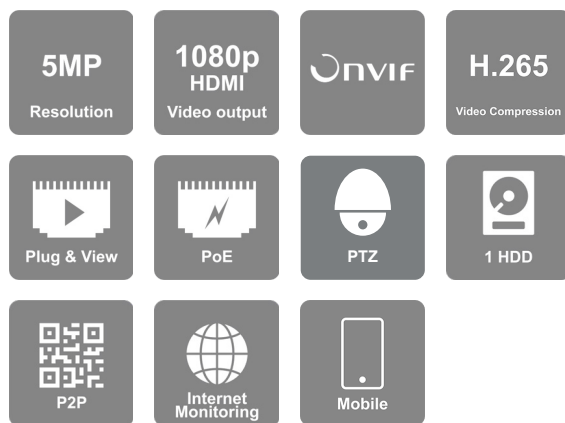 5MP
Resolution
1080p
HDMI
Video output
ONVIF
H.265
Video Compression
Plug & View
PoE
PTZ
1 HDD
P2P
Internet
Monitoring
Mobile